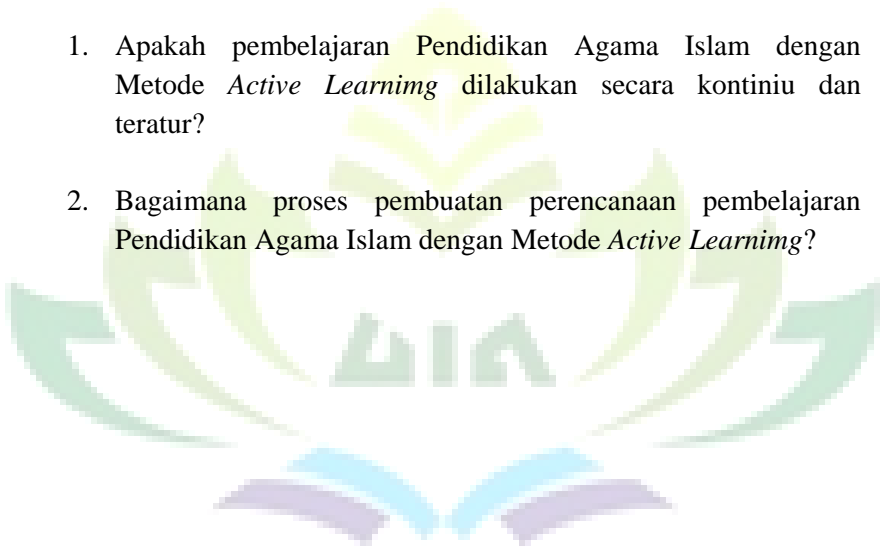 1. Apakah pembelajaran Pendidikan Agama Islam dengan
Metode Active Learnimg dilakukan secara kontiniu dan
teratur?
2. Bagaimana proses pembuatan perencanaan pembelajaran
Pendidikan Agama Islam dengan Metode Active Learnimg?
UIN